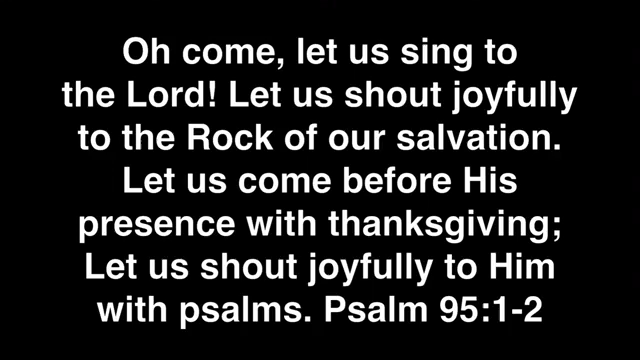 Oh come, let us sing to
the Lord! Let us shout joyfully
to the Rock of our salvation.
Let us come before His
presence with thanksgiving;
Let us shout joyfully to Him
with psalms. Psalm 95:1-2